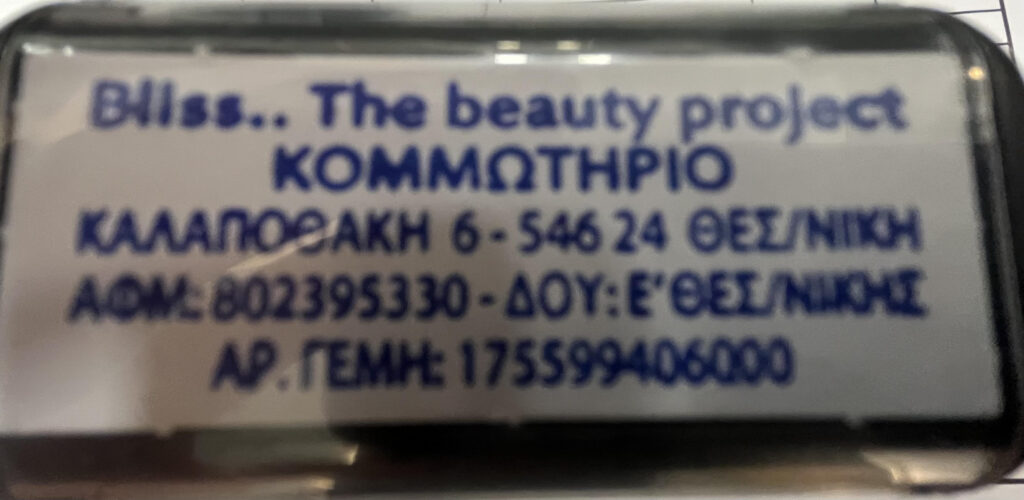 Bliss.. The beauty project
ΚΟΜΜΩΤΗΡΙΟ
ΚΑΛΑΠΟΘΑΚΗ 6 - 546 24 ΘΕΣ/ΝΙΚΗ
ΑΦΜ: 802395330 - ΔΟΥ: Ε' ΘΕΣ/ΝΙΚΗΣ
ΑΡ. ΓΕΜΗ: 175599406000